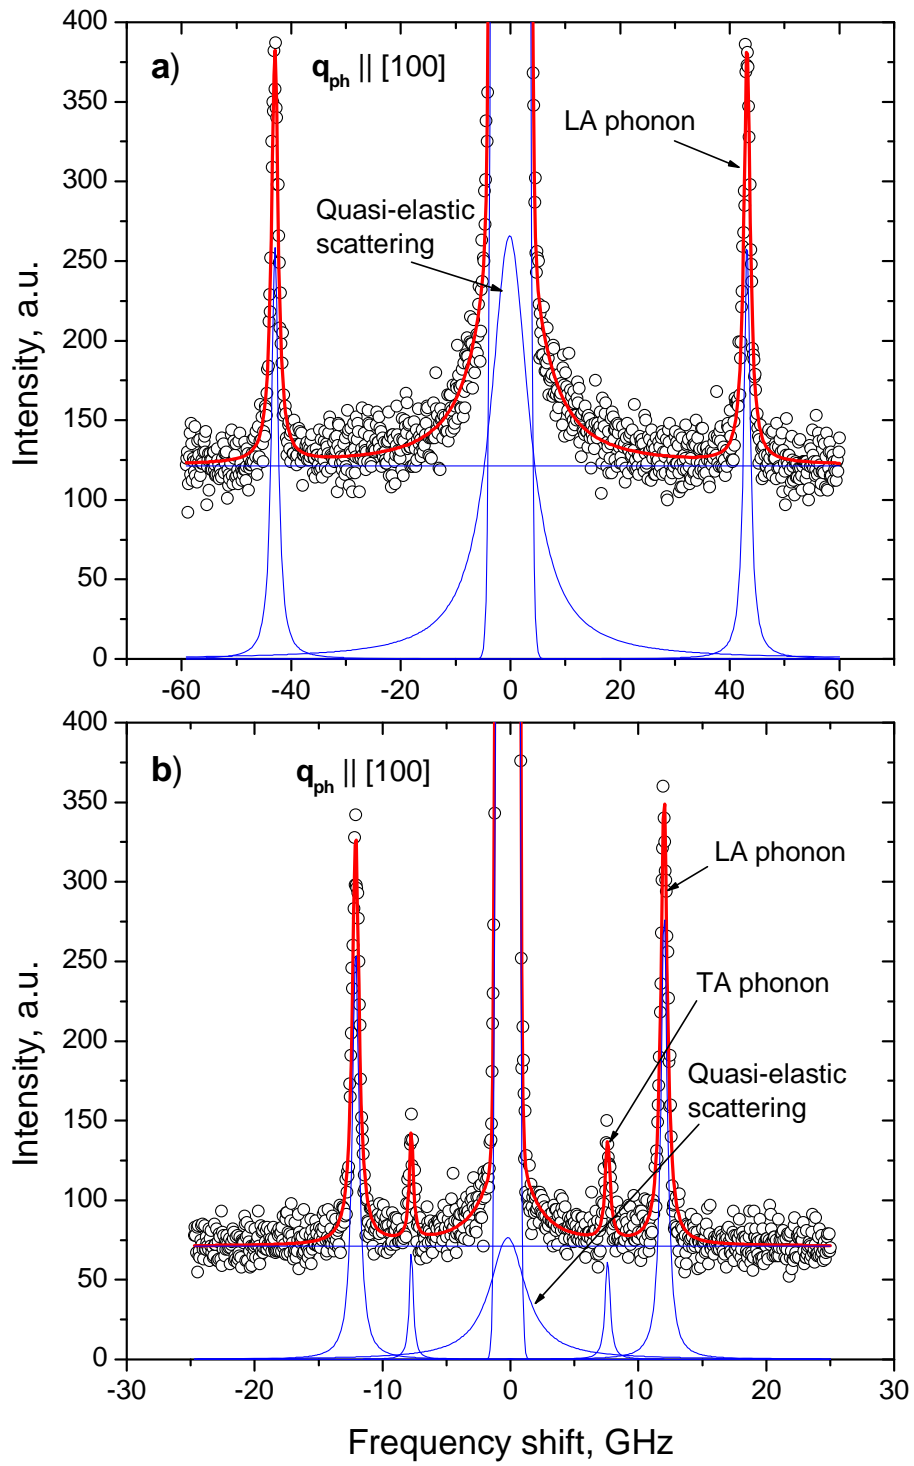 400
350
300
250
200
150
100
50
0
Intensity, a.u.
a)
q_ph || [100]
LA phonon
Quasi-elastic
scattering
-60 -40 -20 0 20 40 60
400
350
300
250
200
150
100
50
0
Intensity, a.u.
b)
q_ph || [100]
LA phonon
TA phonon
Quasi-elastic
scattering
-30 -20 -10 0 10 20 30
Frequency shift, GHz